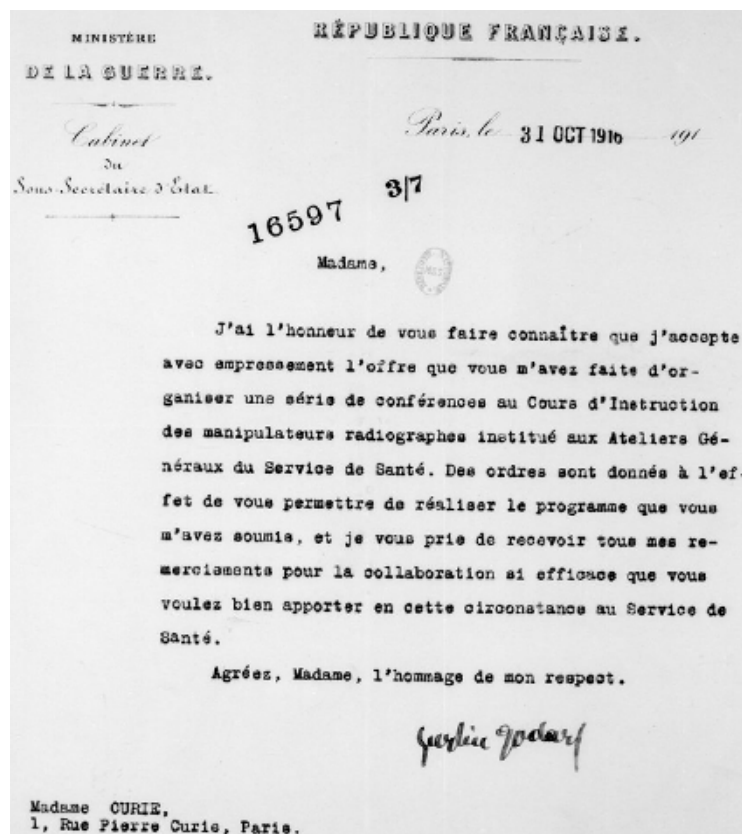 MINISTÈRE
DE LA GUERRE.
Cabinet
du
Sous-Secrétaire d'État
RÉPUBLIQUE FRANÇAISE.
Paris, le 31 OCT 1916 191
16597 3/7
Madame,
J'ai l'honneur de vous faire connaître que j'accepte
avec empressement l'offre que vous m'avez faite d'or-
ganiser une série de conférences au Cours d'Instruction
des manipulateurs radiographes institué aux Ateliers Gé-
néraux du Service de Santé. Des ordres sont donnés à l'ef-
fet de vous permettre de réaliser le programme que vous
m'avez soumis, et je vous prie de recevoir tous mes re-
merciements pour la collaboration si efficace que vous
voulez bien apporter en cette circonstance au Service de
Santé.
Agréez, Madame, l'hommage de mon respect.
Justin Godart
Madame CURIE,
1, Rue Pierre Curie, Paris.